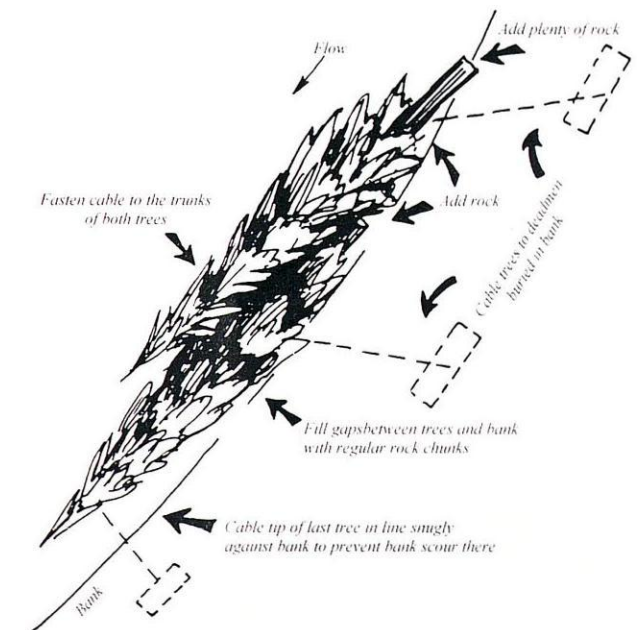 Add plenty of rock
Flow
Fasten cable to the trunks
of both trees
Add rock
Cable trees to deadmen
buried in bank
Fill gapsbetween trees and bank
with regular rock chunks
Cable tip of last tree in line snugly
against bank to prevent bank scour there
Bank